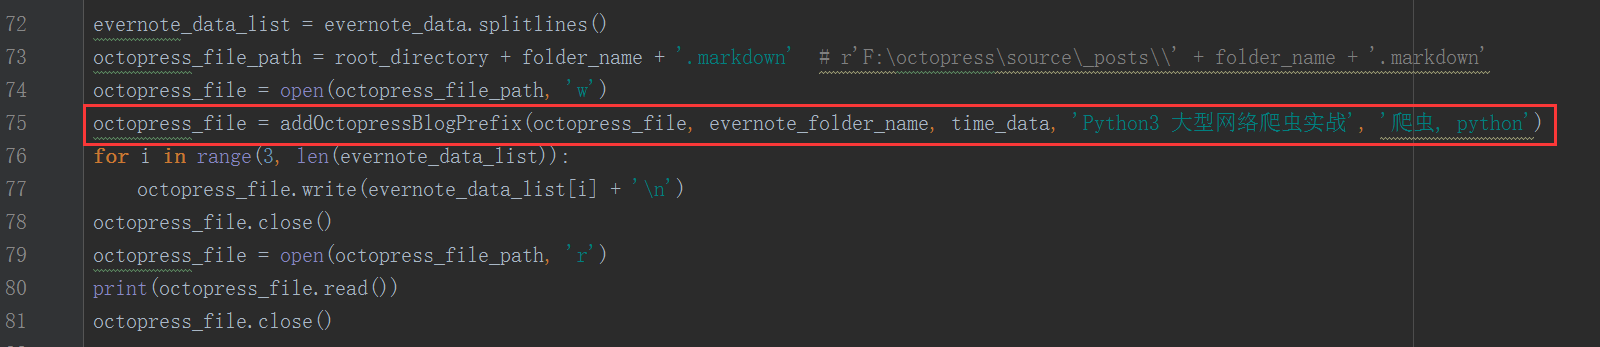 72 evernote_data_list = evernote_data.splitlines()
73 octopress_file_path = root_directory + folder_name + '.markdown'  # r'F:\octopress\source\_posts\\' + folder_name + '.markdown'
74 octopress_file = open(octopress_file_path, 'w')
75 octopress_file = addOctopressBlogPrefix(octopress_file, evernote_folder_name, time_data, 'Python3 大型网络爬虫实战', '爬虫, python')
76 for i in range(3, len(evernote_data_list)):
77     octopress_file.write(evernote_data_list[i] + '\n')
78 octopress_file.close()
79 octopress_file = open(octopress_file_path, 'r')
80 print(octopress_file.read())
81 octopress_file.close()